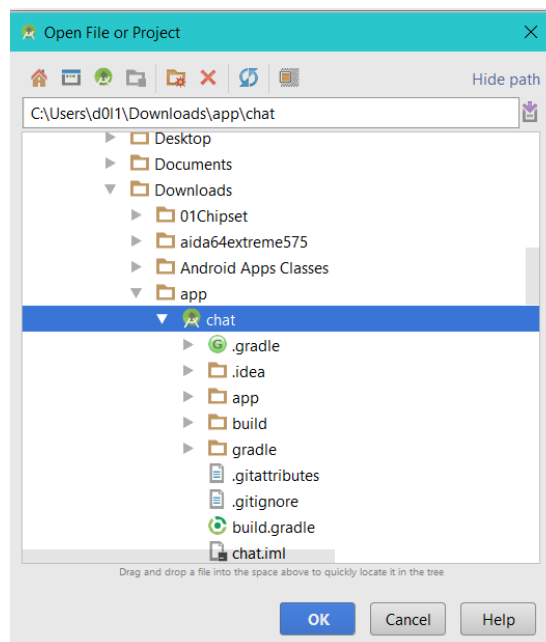 Open File or Project
Hide path
C:\Users\d0l1\Downloads\app\chat
Desktop
Documents
Downloads
01Chipset
aida64extreme575
Android Apps Classes
app
chat
.gradle
.idea
app
build
gradle
.gitattributes
.gitignore
build.gradle
chat.iml
Drag and drop a file into the space above to quickly locate it in the tree
OK Cancel Help